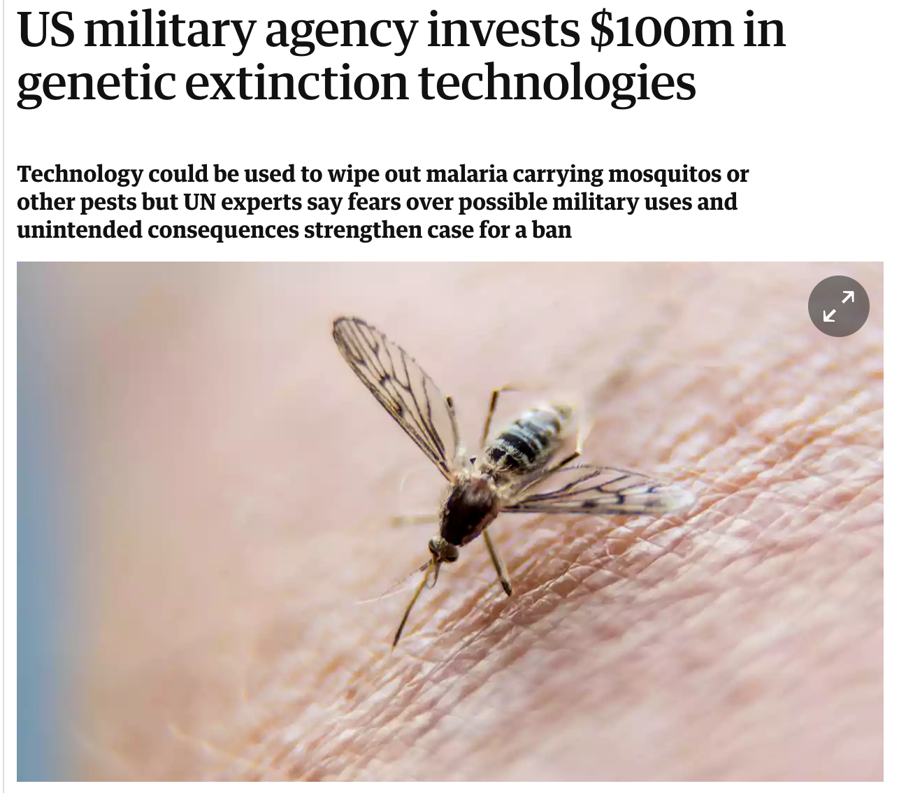 US military agency invests $100m in
genetic extinction technologies
Technology could be used to wipe out malaria carrying mosquitos or
other pests but UN experts say fears over possible military uses and
unintended consequences strengthen case for a ban